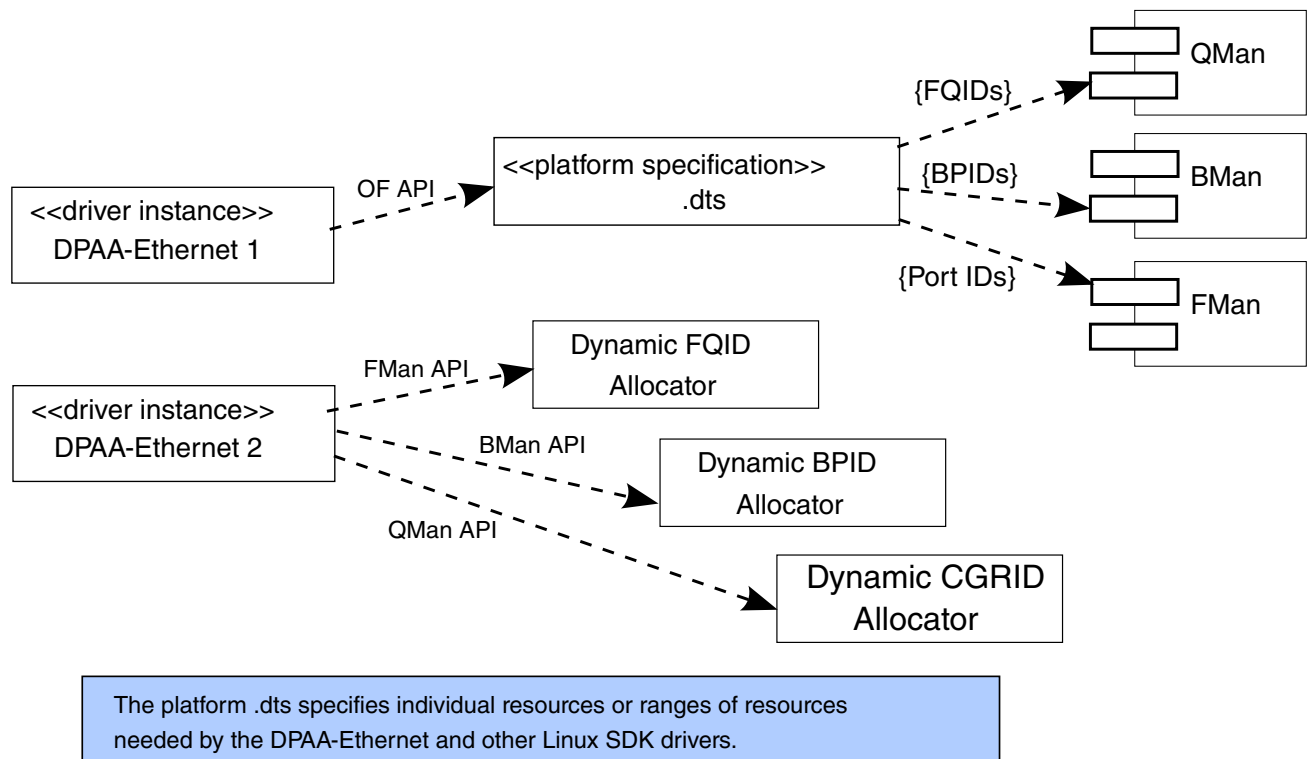 QMan
{FQIDs}
<<platform specification>>
.dts
{BPIDs}
BMan
OF API
<<driver instance>>
DPAA-Ethernet 1
{Port IDs}
FMan
Dynamic FQID
Allocator
FMan API
<<driver instance>>
DPAA-Ethernet 2
BMan API
Dynamic BPID
Allocator
QMan API
Dynamic CGRID
Allocator
The platform .dts specifies individual resources or ranges of resources
needed by the DPAA-Ethernet and other Linux SDK drivers.